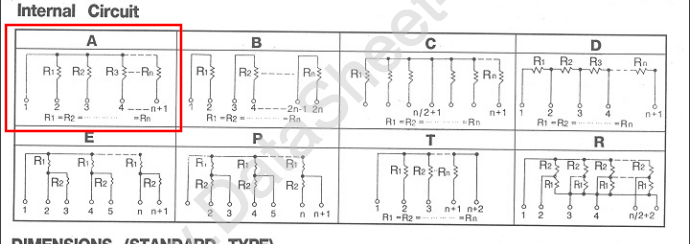 Internal Circuit
A B C D
R1 R2 R3 Rn
1 2 3 4 n+1
R1 =R2= =Rn
R1 R2 Rn
1 2 3 4 2n-1 2n
R1 =R2= =Rn
R1 Rn
1 n/2+1 n+1
R1 =R2= =Rn
R1 R2 R3 Rn
1 2 3 4 n+1
R1 =R2= =Rn
E P T R
R1 R1 R1
R2 R2 R2
1 2 3 4 5 n n+1
R1 R1 R1
R2 R2 R2
1 2 3 4 5 n n+1
R1 R2 Rn
1 2 3 n+1 n+2
R1=R2= =Rn
R2 R2 R2 R2
R1 R1 R1 R1
1 2 3 4 n/2+2
DIMENSIONS (STANDARD TYPE)
DataSheet